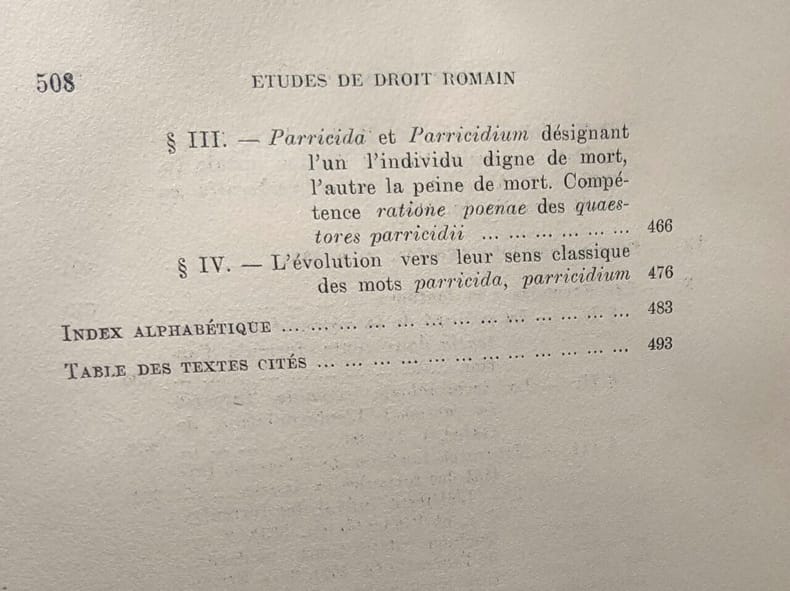 508 ETUDES DE DROIT ROMAIN
§ III. — Parricida et Parricidium désignant
l'un l'individu digne de mort,
l'autre la peine de mort. Compé-
tence ratione poenae des quaes-
tores parricidii ... ... ... ... ... ... 466
§ IV. — L'évolution vers leur sens classique
des mots parricida, parricidium 476
INDEX ALPHABÉTIQUE ... ... ... ... ... ... ... ... ... ... ... ... 483
TABLE DES TEXTES CITÉS ... ... ... ... ... ... ... ... ... ... ... 493